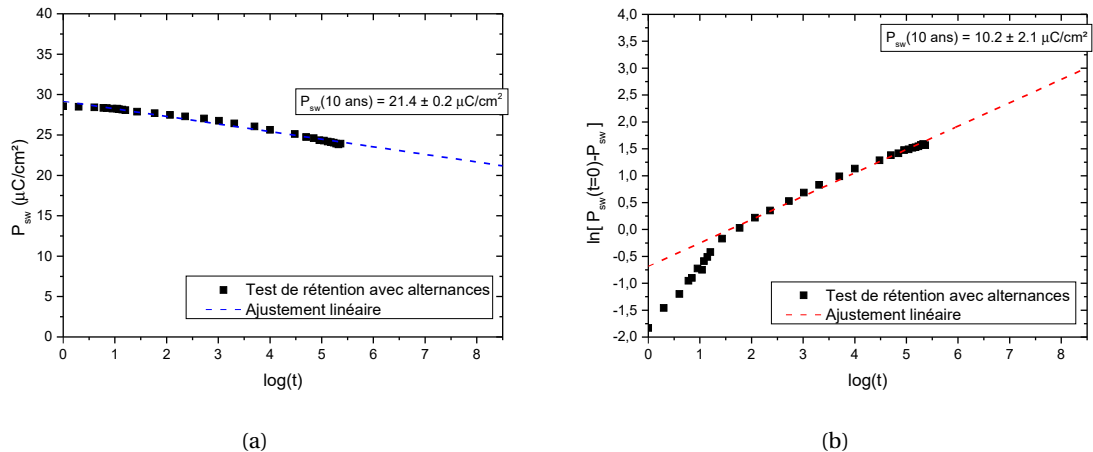 P_sw (µC/cm²)
40
35
30
25
20
15
10
5
0
P_sw(10 ans) = 21.4 ± 0.2 µC/cm²
Test de rétention avec alternances
Ajustement linéaire
0 1 2 3 4 5 6 7 8
log(t)
(a)
ln[ P_sw(t=0)-P_sw ]
4,0
3,5
3,0
2,5
2,0
1,5
1,0
0,5
0,0
-0,5
-1,0
-1,5
-2,0
P_sw(10 ans) = 10.2 ± 2.1 µC/cm²
Test de rétention avec alternances
Ajustement linéaire
0 1 2 3 4 5 6 7 8
log(t)
(b)